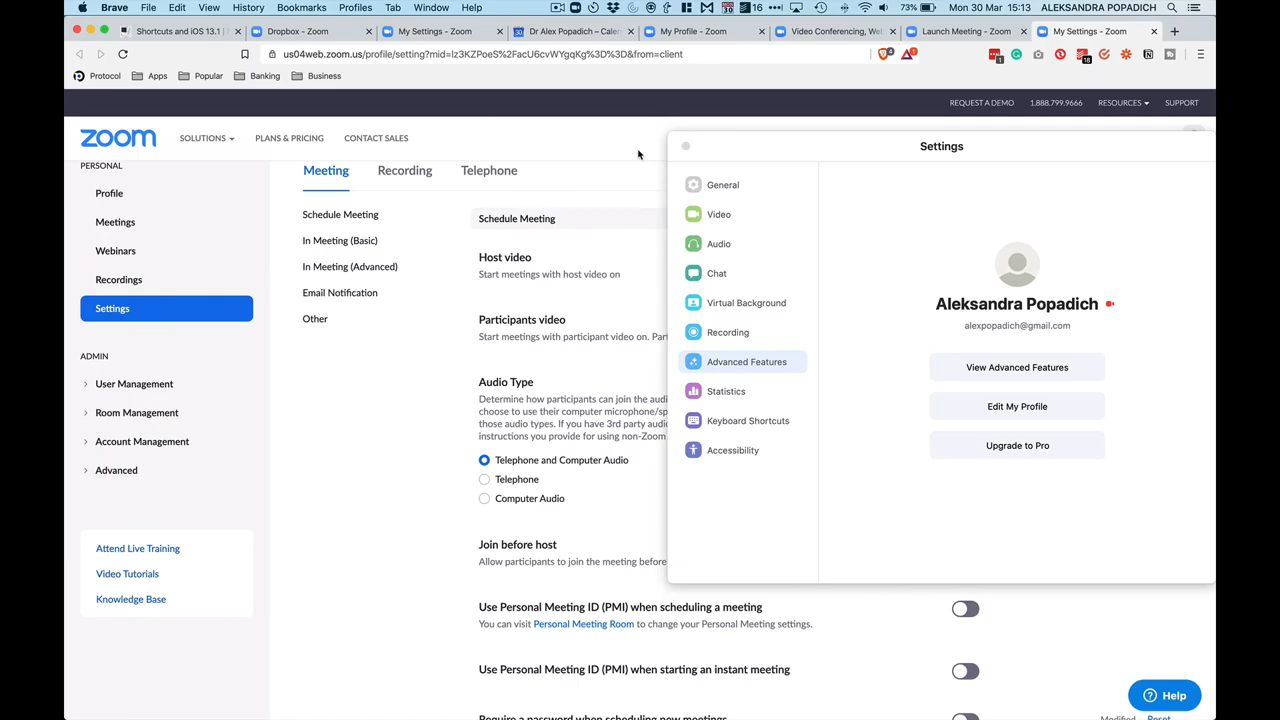 Brave File Edit View History Bookmarks Profiles Tab Window Help 16 73% Mon 30 Mar 15:13 ALEKSANDRA POPADICH
Shortcuts and iOS 13.1 Dropbox - Zoom My Settings - Zoom Dr Alex Popadich – Calen My Profile - Zoom Video Conferencing, Web Launch Meeting - Zoom My Settings - Zoom
us04web.zoom.us/profile/setting?mid=Iz3KZPoeS%2FacU6cvWYgqKg%3D%3D&from=client
Protocol Apps Popular Banking Business
REQUEST A DEMO 1.888.799.9666 RESOURCES SUPPORT
zoom SOLUTIONS PLANS & PRICING CONTACT SALES
PERSONAL
Profile
Meetings
Webinars
Recordings
Settings
ADMIN
User Management
Room Management
Account Management
Advanced
Attend Live Training
Video Tutorials
Knowledge Base
Meeting Recording Telephone
Schedule Meeting
In Meeting (Basic)
In Meeting (Advanced)
Email Notification
Other
Schedule Meeting
Host video
Start meetings with host video on
Participants video
Start meetings with participant video on. Part
Audio Type
Determine how participants can join the audi
choose to use their computer microphone/sp
those audio types. If you have 3rd party audi
instructions you provide for using non-Zoom
Telephone and Computer Audio
Telephone
Computer Audio
Join before host
Allow participants to join the meeting before
Use Personal Meeting ID (PMI) when scheduling a meeting
You can visit Personal Meeting Room to change your Personal Meeting settings.
Use Personal Meeting ID (PMI) when starting an instant meeting
Require a password when scheduling new meetings
Modified Reset
Settings
General
Video
Audio
Chat
Virtual Background
Recording
Advanced Features
Statistics
Keyboard Shortcuts
Accessibility
Aleksandra Popadich
alexpopadich@gmail.com
View Advanced Features
Edit My Profile
Upgrade to Pro
Help